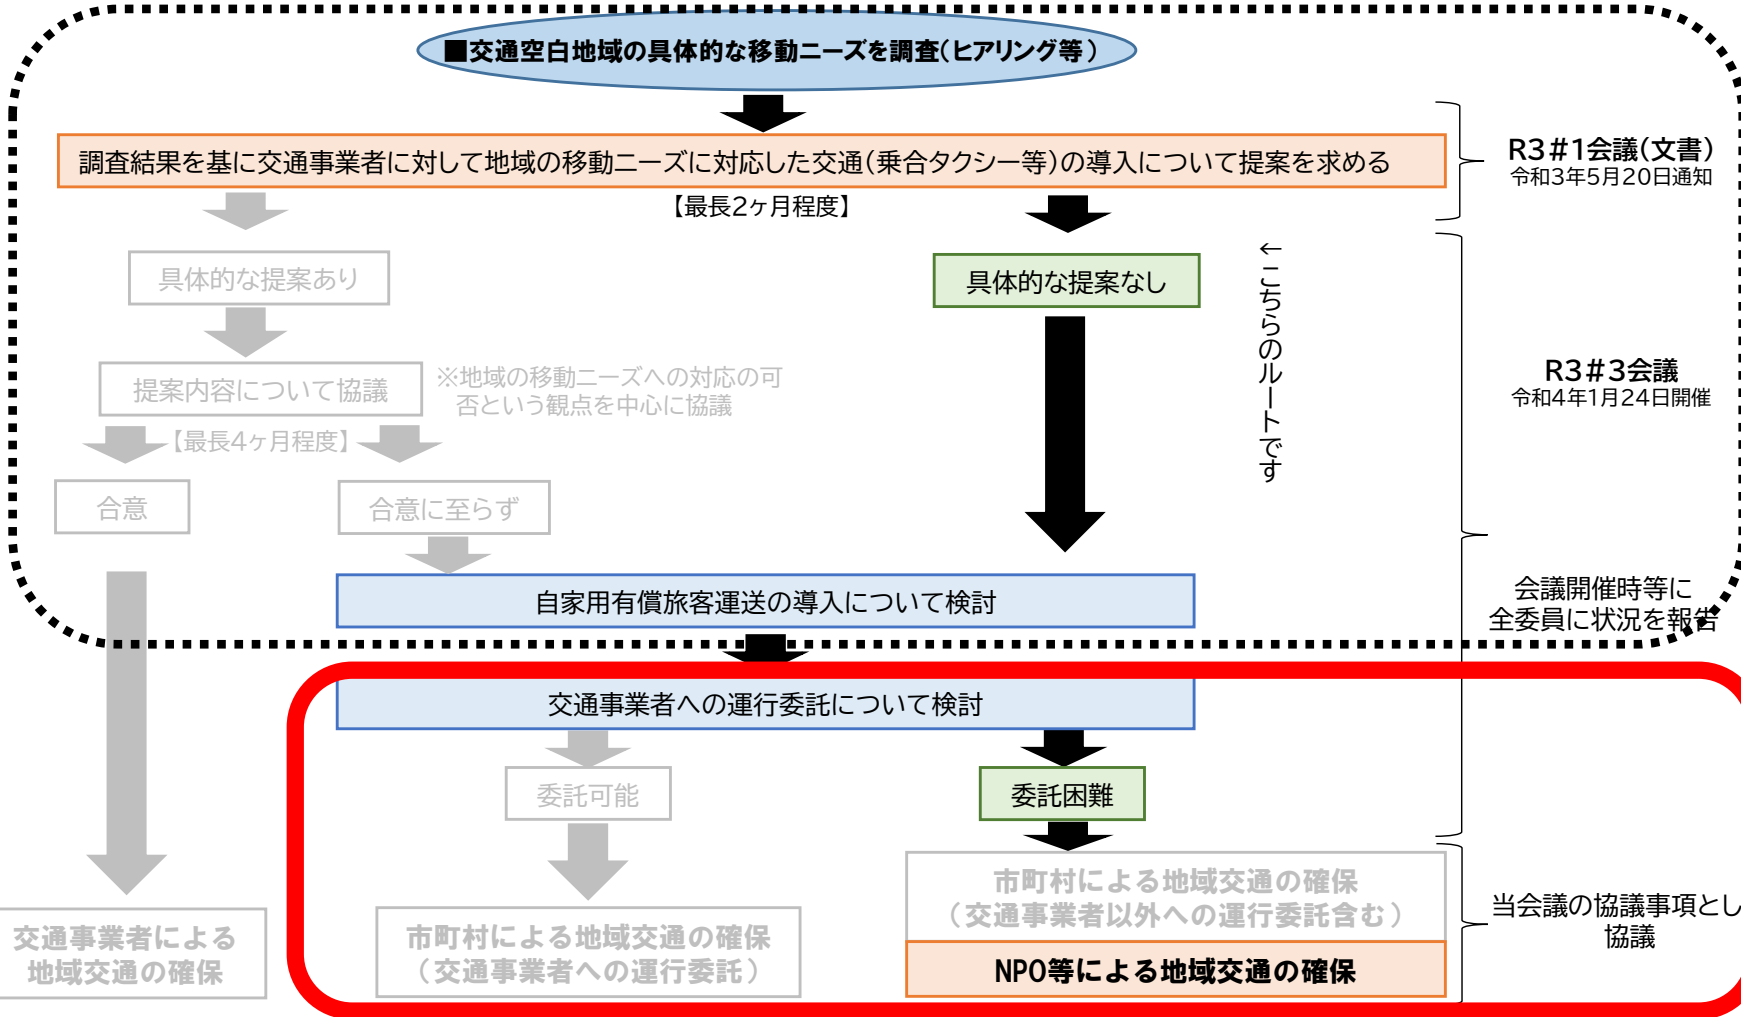 ■交通空白地域の具体的な移動ニーズを調査(ヒアリング等)
調査結果を基に交通事業者に対して地域の移動ニーズに対応した交通(乗合タクシー等)の導入について提案を求める
R3#1会議(文書)
令和3年5月20日通知
【最長2ヶ月程度】
具体的な提案あり
具体的な提案なし
←こちらのルートです
提案内容について協議
※地域の移動ニーズへの対応の可
否という観点を中心に協議
R3#3会議
令和4年1月24日開催
【最長4ヶ月程度】
合意
合意に至らず
自家用有償旅客運送の導入について検討
会議開催時等に
全委員に状況を報告
交通事業者への運行委託について検討
委託可能
委託困難
交通事業者による
地域交通の確保
市町村による地域交通の確保
(交通事業者への運行委託)
市町村による地域交通の確保
(交通事業者以外への運行委託含む)
NPO等による地域交通の確保
当会議の協議事項とし
協議